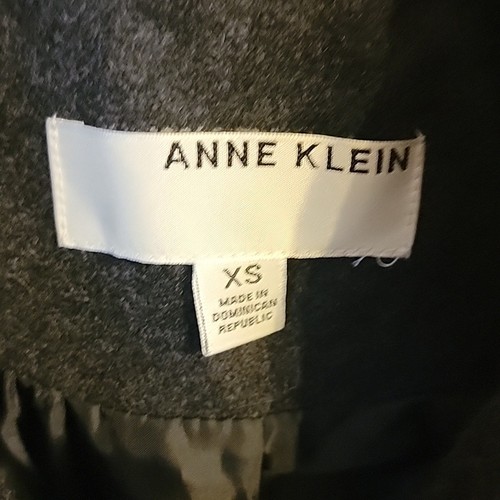 ANNE KLEIN
XS
MADE IN
DOMINICAN
REPUBLIC